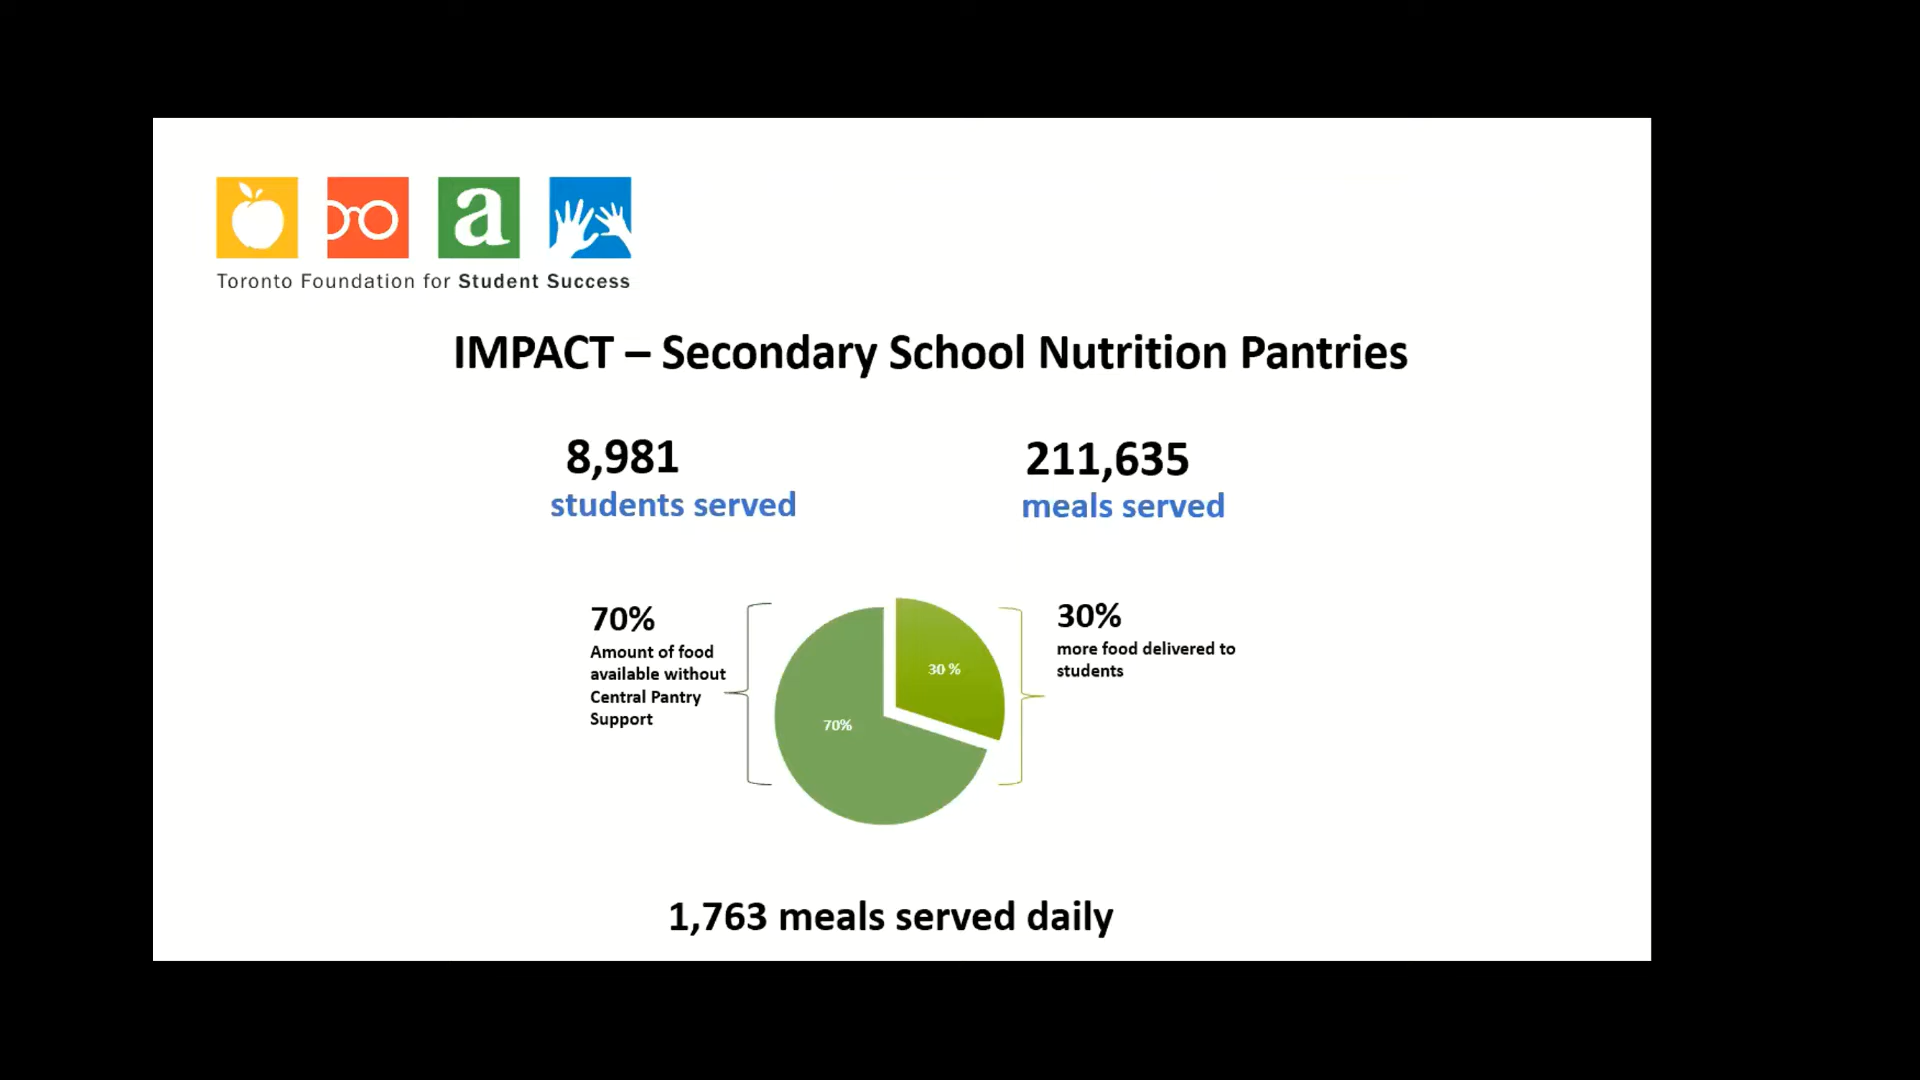 a
Toronto Foundation for Student Success
IMPACT – Secondary School Nutrition Pantries
8,981
students served
211,635
meals served
70%
Amount of food
available without
Central Pantry
Support
70%
30 %
30%
more food delivered to
students
1,763 meals served daily